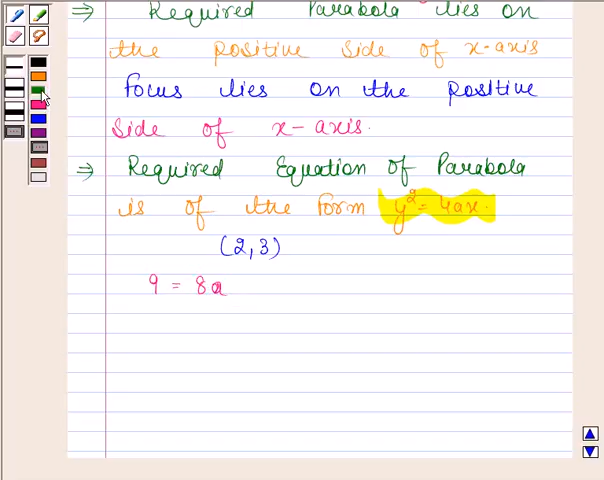 ⇒ Required Parabola lies on
the positive side of x-axis
focus lies on the positive
side of x-axis.
⇒ Required Equation of Parabola
is of the form y² = 4ax.
(2,3)
9 = 8a